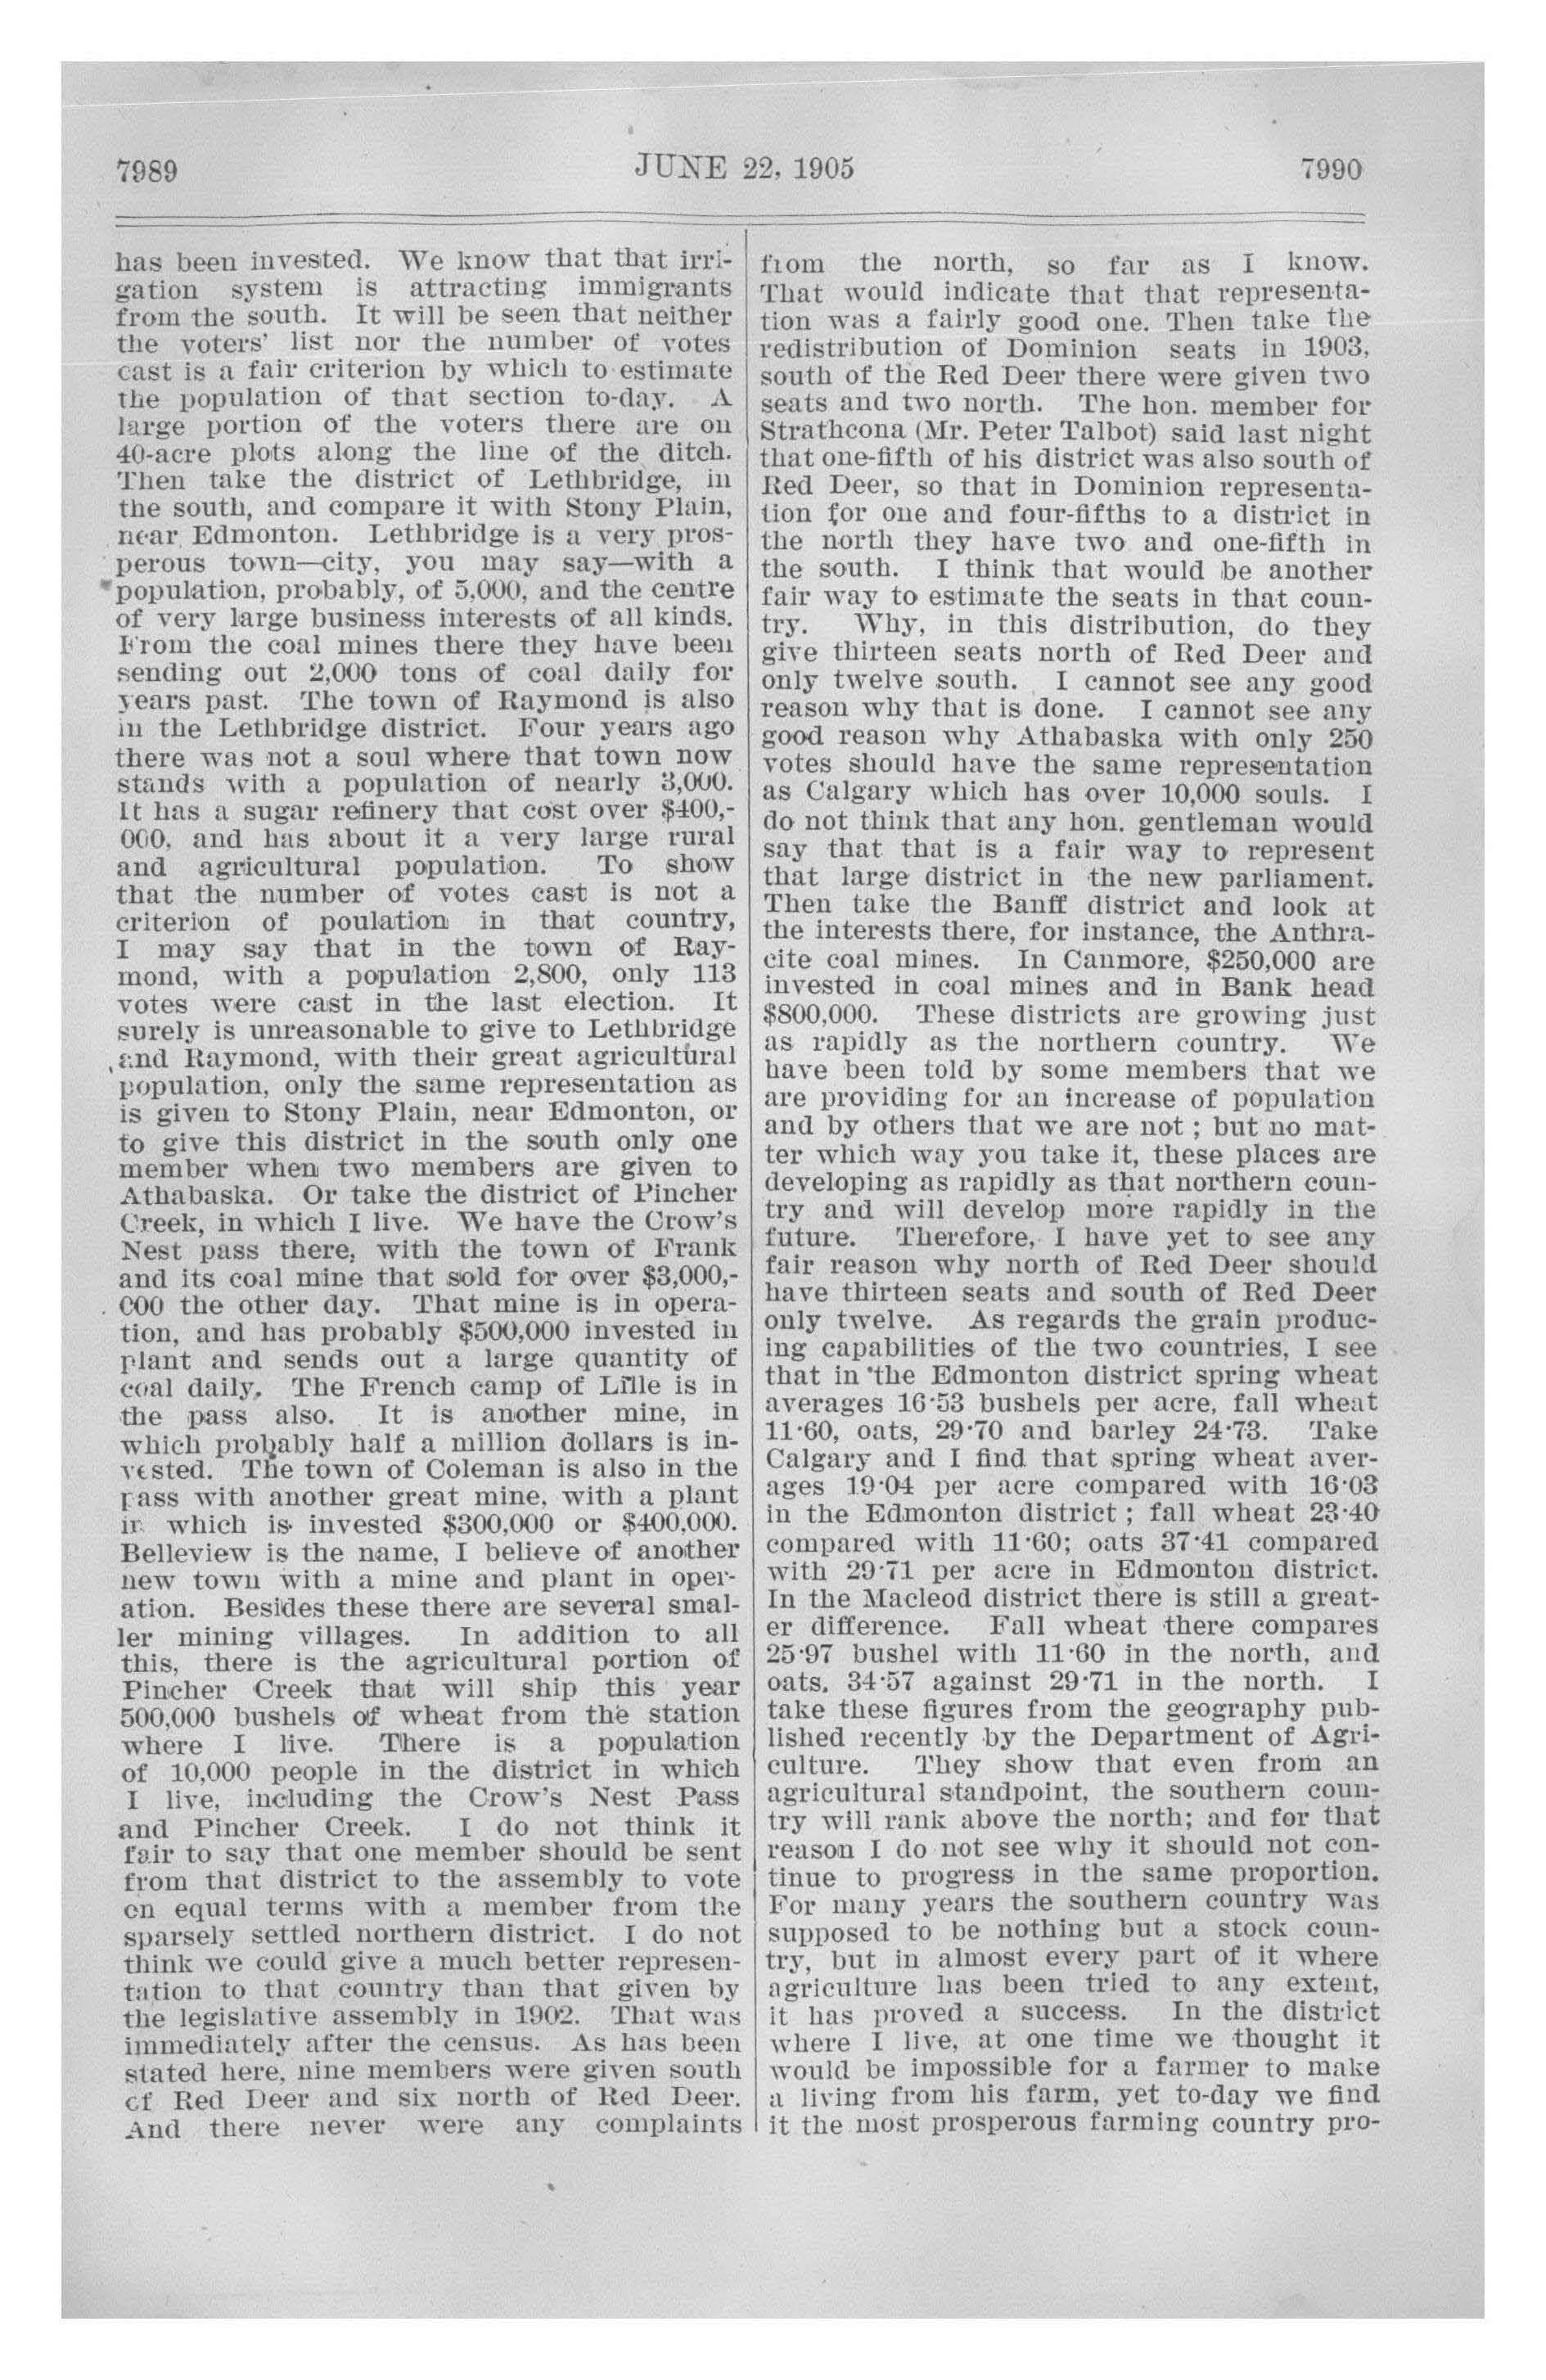 7989
JUNE 22, 1905
7990
has been invested. We know that that irri-
gation system is attracting immigrants
from the south. It will be seen that neither
the voters' list nor the number of votes
cast is a fair criterion by which to estimate
the population of that section to-day. A
large portion of the voters there are on
40-acre plots along the line of the ditch.
Then take the district of Lethbridge, in
the south, and compare it with Stony Plain,
near Edmonton. Lethbridge is a very pros-
perous town—city, you may say—with a
population, probably, of 5,000, and the centre
of very large business interests of all kinds.
From the coal mines there they have been
sending out 2,000 tons of coal daily for
years past. The town of Raymond is also
in the Lethbridge district. Four years ago
there was not a soul where that town now
stands with a population of nearly 3,000.
It has a sugar refinery that cost over $400,-
000, and has about it a very large rural
and agricultural population. To show
that the number of votes cast is not a
criterion of poulation in that country,
I may say that in the town of Ray-
mond, with a population 2,800, only 113
votes were cast in the last election. It
surely is unreasonable to give to Lethbridge
and Raymond, with their great agricultural
population, only the same representation as
is given to Stony Plain, near Edmonton, or
to give this district in the south only one
member when two members are given to
Athabaska. Or take the district of Pincher
Creek, in which I live. We have the Crow's
Nest pass there, with the town of Frank
and its coal mine that sold for over $3,000,-
000 the other day. That mine is in opera-
tion, and has probably $500,000 invested in
plant and sends out a large quantity of
coal daily. The French camp of Lille is in
the pass also. It is another mine, in
which probably half a million dollars is in-
vested. The town of Coleman is also in the
pass with another great mine, with a plant
in which is invested $300,000 or $400,000.
Belleview is the name, I believe of another
new town with a mine and plant in oper-
ation. Besides these there are several smal-
ler mining villages. In addition to all
this, there is the agricultural portion of
Pincher Creek that will ship this year
500,000 bushels of wheat from the station
where I live. There is a population
of 10,000 people in the district in which
I live, including the Crow's Nest Pass
and Pincher Creek. I do not think it
fair to say that one member should be sent
from that district to the assembly to vote
on equal terms with a member from the
sparsely settled northern district. I do not
think we could give a much better represen-
tation to that country than that given by
the legislative assembly in 1902. That was
immediately after the census. As has been
stated here, nine members were given south
of Red Deer and six north of Red Deer.
And there never were any complaints
from the north, so far as I know.
That would indicate that that representa-
tion was a fairly good one. Then take the
redistribution of Dominion seats in 1903,
south of the Red Deer there were given two
seats and two north. The hon. member for
Strathcona (Mr. Peter Talbot) said last night
that one-fifth of his district was also south of
Red Deer, so that in Dominion representa-
tion for one and four-fifths to a district in
the north they have two and one-fifth in
the south. I think that would be another
fair way to estimate the seats in that coun-
try. Why, in this distribution, do they
give thirteen seats north of Red Deer and
only twelve south. I cannot see any good
reason why that is done. I cannot see any
good reason why Athabaska with only 250
votes should have the same representation
as Calgary which has over 10,000 souls. I
do not think that any hon. gentleman would
say that that is a fair way to represent
that large district in the new parliament.
Then take the Banff district and look at
the interests there, for instance, the Anthra-
cite coal mines. In Canmore, $250,000 are
invested in coal mines and in Bank head
$800,000. These districts are growing just
as rapidly as the northern country. We
have been told by some members that we
are providing for an increase of population
and by others that we are not ; but no mat-
ter which way you take it, these places are
developing as rapidly as that northern coun-
try and will develop more rapidly in the
future. Therefore, I have yet to see any
fair reason why north of Red Deer should
have thirteen seats and south of Red Deer
only twelve. As regards the grain produc-
ing capabilities of the two countries, I see
that in the Edmonton district spring wheat
averages 16·53 bushels per acre, fall wheat
11·60, oats, 29·70 and barley 24·73. Take
Calgary and I find that spring wheat aver-
ages 19·04 per acre compared with 16·03
in the Edmonton district ; fall wheat 23·40
compared with 11·60; oats 37·41 compared
with 29·71 per acre in Edmonton district.
In the Macleod district there is still a great-
er difference. Fall wheat there compares
25·97 bushel with 11·60 in the north, and
oats, 34·57 against 29·71 in the north. I
take these figures from the geography pub-
lished recently by the Department of Agri-
culture. They show that even from an
agricultural standpoint, the southern coun-
try will rank above the north; and for that
reason I do not see why it should not con-
tinue to progress in the same proportion.
For many years the southern country was
supposed to be nothing but a stock coun-
try, but in almost every part of it where
agriculture has been tried to any extent,
it has proved a success. In the district
where I live, at one time we thought it
would be impossible for a farmer to make
a living from his farm, yet to-day we find
it the most prosperous farming country pro-